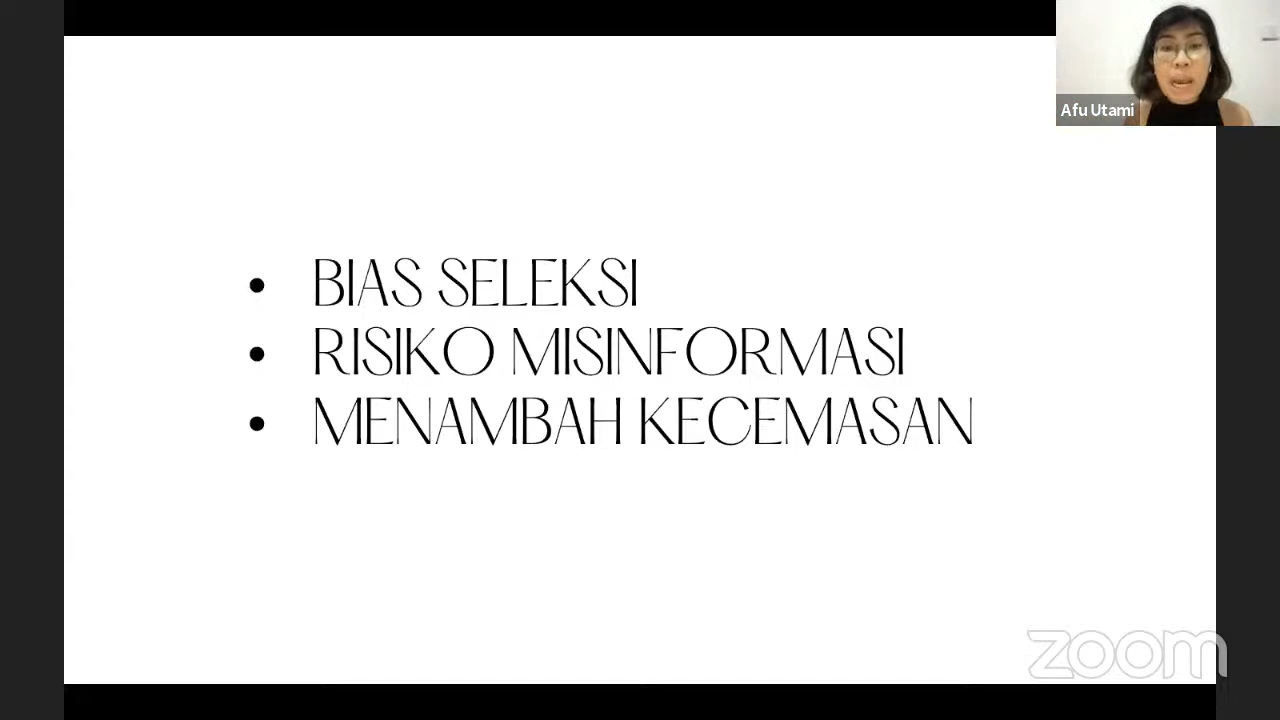 Afu Utami
• BIAS SELEKSI
• RISIKO MISINFORMASI
• MENAMBAH KECEMASAN
zoom